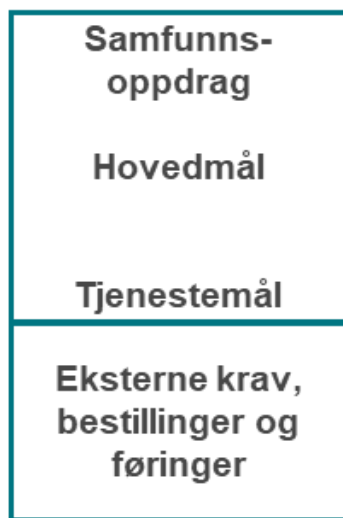 Samfunns-
oppdrag
Hovedmål
Tjenestemål
Eksterne krav,
bestillinger og
føringer